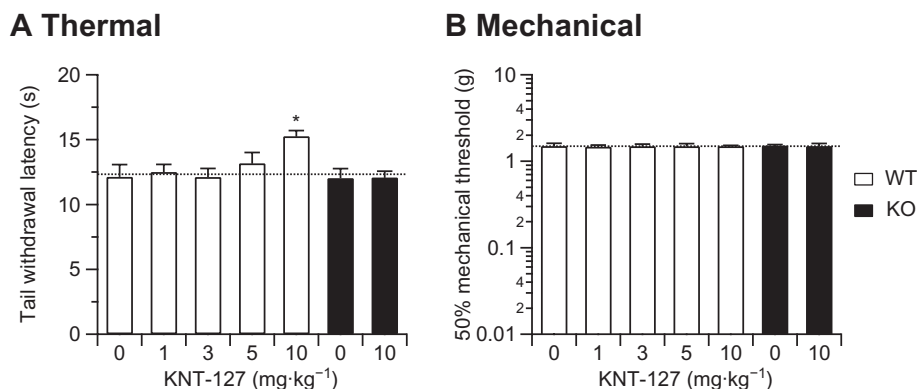 A Thermal
B Mechanical
Tail withdrawal latency (s)
20
15
10
5
0
*
0 1 3 5 10 0 10
KNT-127 (mg·kg⁻¹)
50% mechanical threshold (g)
10
4
2
1
4
2
0.1
4
2
0.01
0 1 3 5 10 0 10
KNT-127 (mg·kg⁻¹)
WT
KO